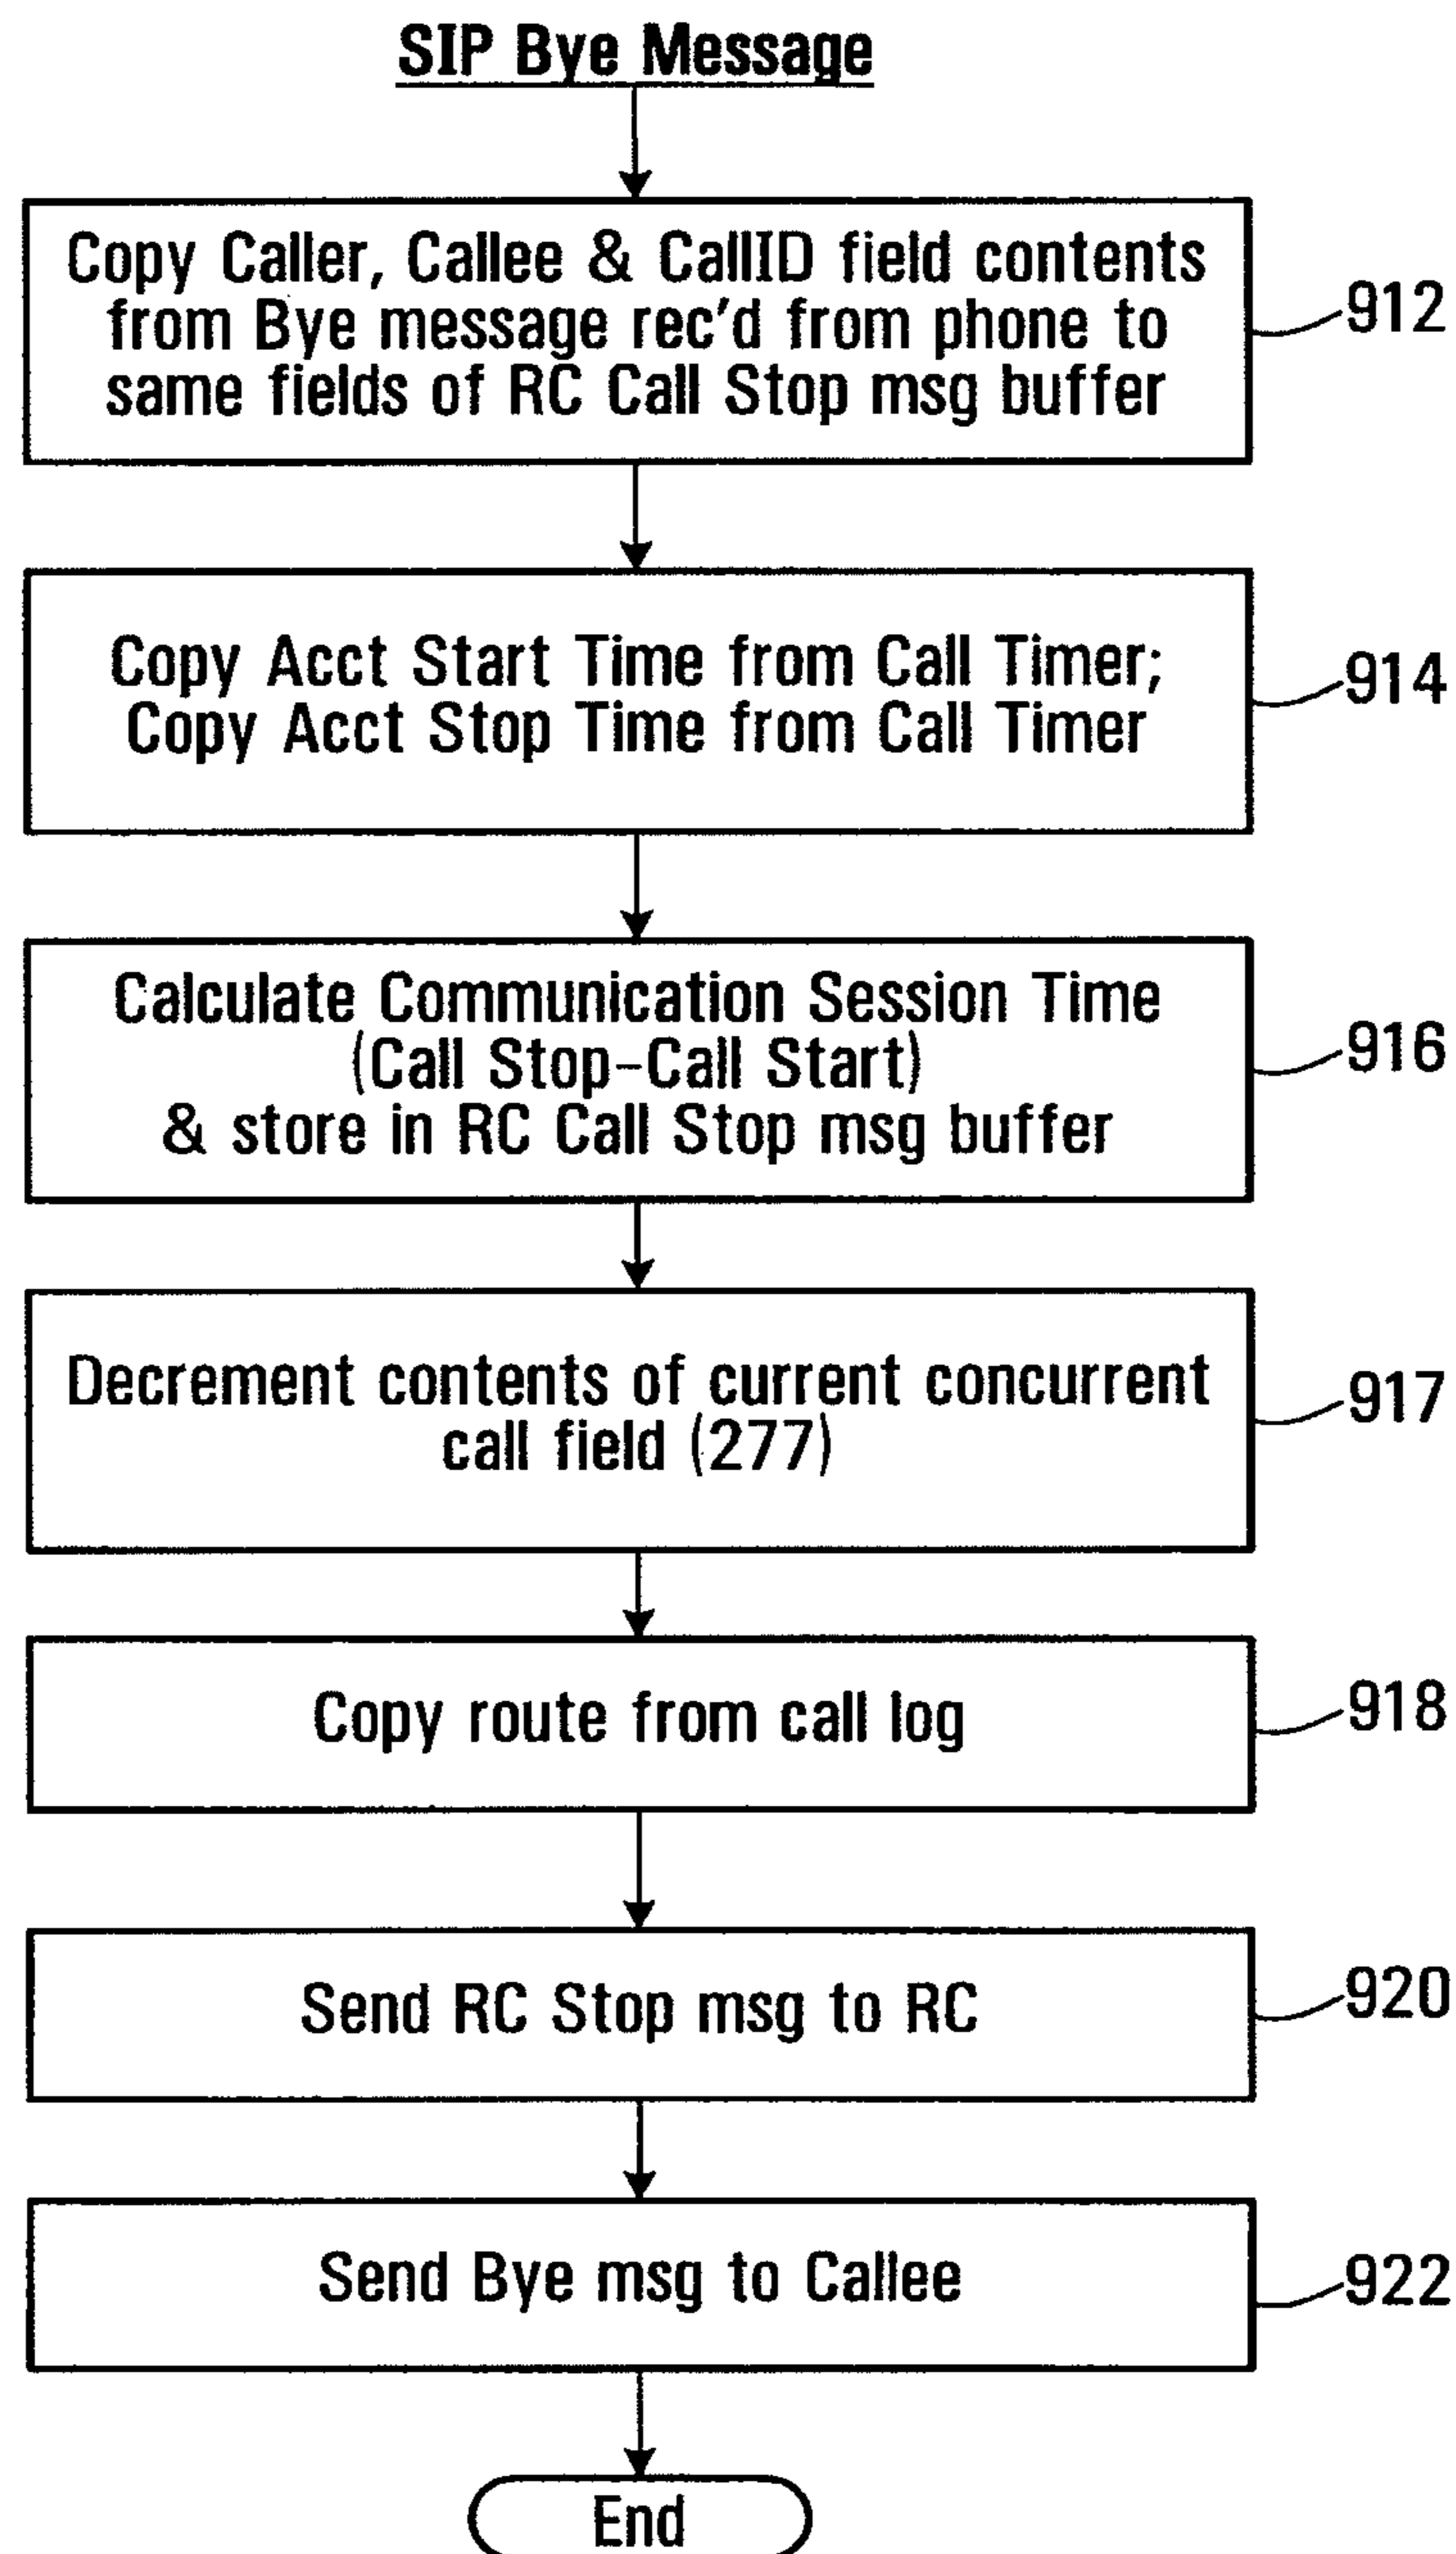 SIP Bye Message
Copy Caller, Callee & CallID field contents
from Bye message rec'd from phone to
same fields of RC Call Stop msg buffer
912
Copy Acct Start Time from Call Timer;
Copy Acct Stop Time from Call Timer
914
Calculate Communication Session Time
(Call Stop-Call Start)
& store in RC Call Stop msg buffer
916
Decrement contents of current concurrent
call field (277)
917
Copy route from call log
918
Send RC Stop msg to RC
920
Send Bye msg to Callee
922
End